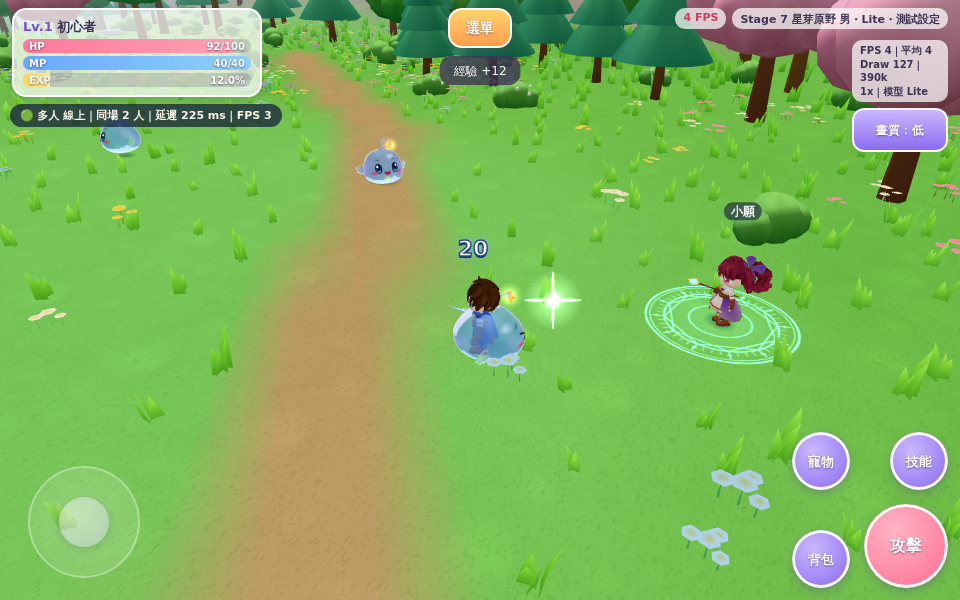 Lv.1 初心者
HP 92/100
MP 40/40
EXP 12.0%
🟢 多人 線上｜同場 2 人｜延遲 225 ms｜FPS 3
選單
經驗 +12
4 FPS
Stage 7 星芽原野 男・Lite・測試設定
FPS 4｜平均 4
Draw 127｜
390k
1x｜模型 Lite
畫質：低
小願
20
寵物
技能
背包
攻擊